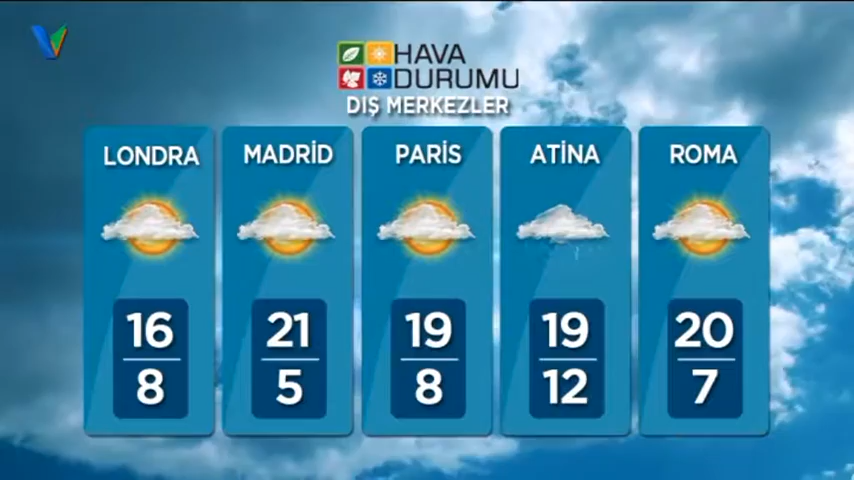 HAVA
DURUMU
DIŞ MERKEZLER
LONDRA
16
8
MADRİD
21
5
PARİS
19
8
ATİNA
19
12
ROMA
20
7